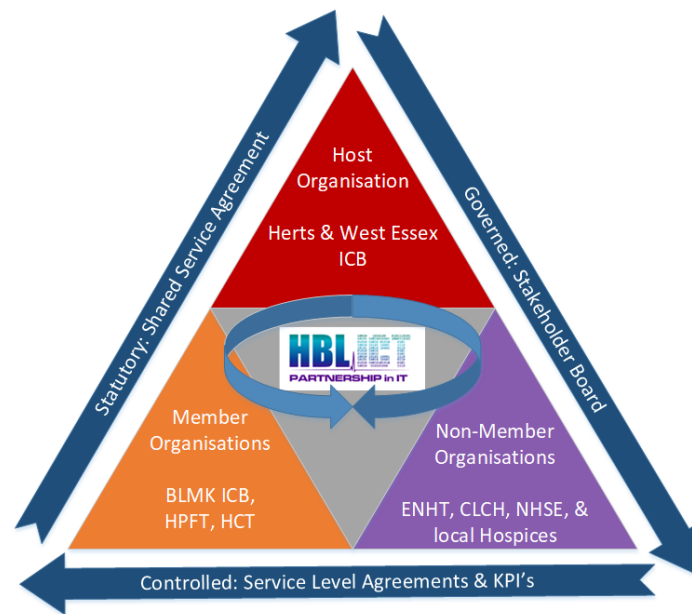 Host
Organisation
Herts & West Essex
ICB
Statutory: Shared Service Agreement
Governed: Stakeholder Board
HBL ICT
PARTNERSHIP in IT
Member
Organisations
BLMK ICB,
HPFT, HCT
Non-Member
Organisations
ENHT, CLCH, NHSE, &
local Hospices
Controlled: Service Level Agreements & KPI's